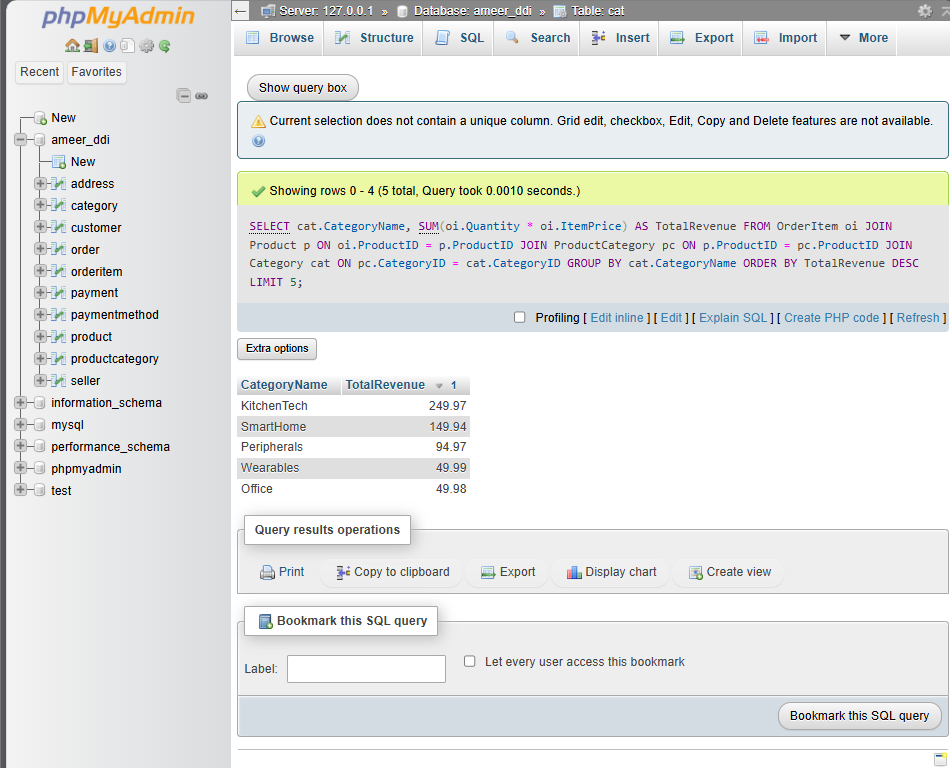 phpMyAdmin
Recent Favorites
New
ameer_ddi
New
address
category
customer
order
orderitem
payment
paymentmethod
product
productcategory
seller
information_schema
mysql
performance_schema
phpmyadmin
test
Server: 127.0.0.1 » Database: ameer_ddi » Table: cat
Browse Structure SQL Search Insert Export Import More
Show query box
Current selection does not contain a unique column. Grid edit, checkbox, Edit, Copy and Delete features are not available.
Showing rows 0 - 4 (5 total, Query took 0.0010 seconds.)
SELECT cat.CategoryName, SUM(oi.Quantity * oi.ItemPrice) AS TotalRevenue FROM OrderItem oi JOIN
Product p ON oi.ProductID = p.ProductID JOIN ProductCategory pc ON p.ProductID = pc.ProductID JOIN
Category cat ON pc.CategoryID = cat.CategoryID GROUP BY cat.CategoryName ORDER BY TotalRevenue DESC
LIMIT 5;
Profiling [ Edit inline ] [ Edit ] [ Explain SQL ] [ Create PHP code ] [ Refresh ]
Extra options
CategoryName TotalRevenue 1
KitchenTech 249.97
SmartHome 149.94
Peripherals 94.97
Wearables 49.99
Office 49.98
Query results operations
Print Copy to clipboard Export Display chart Create view
Bookmark this SQL query
Label: Let every user access this bookmark
Bookmark this SQL query